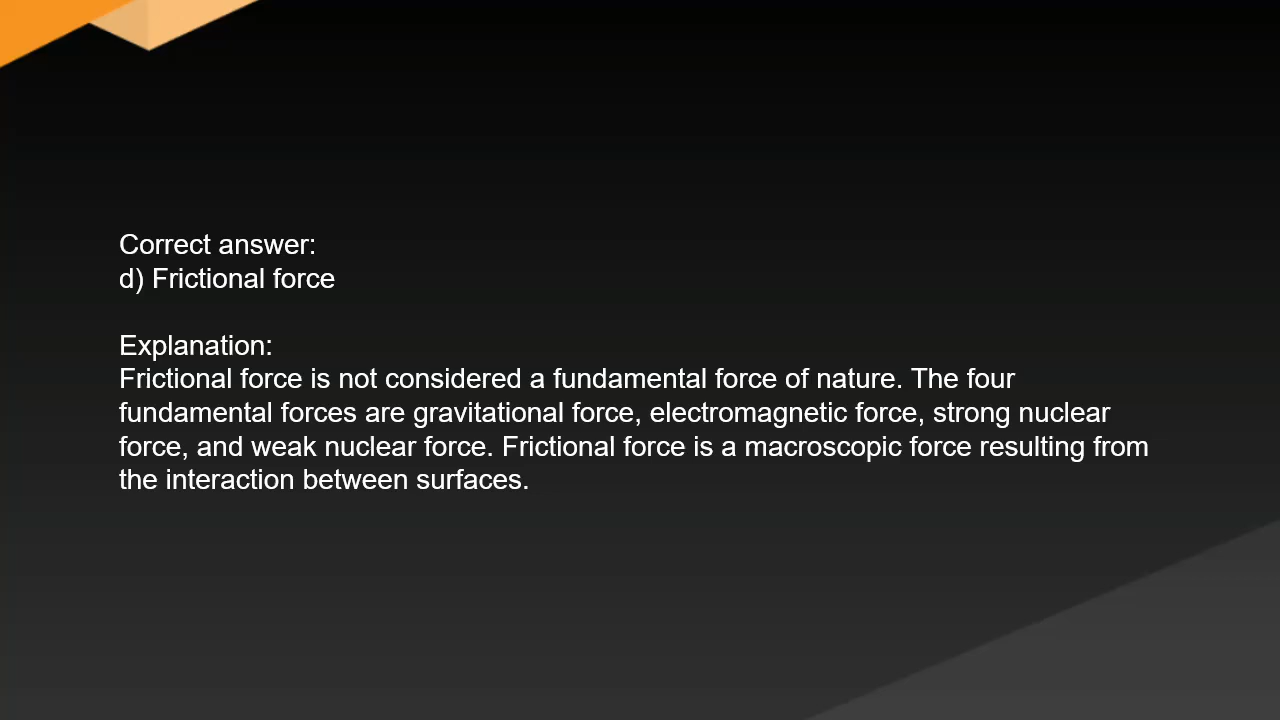 Correct answer:
d) Frictional force
Explanation:
Frictional force is not considered a fundamental force of nature. The four
fundamental forces are gravitational force, electromagnetic force, strong nuclear
force, and weak nuclear force. Frictional force is a macroscopic force resulting from
the interaction between surfaces.